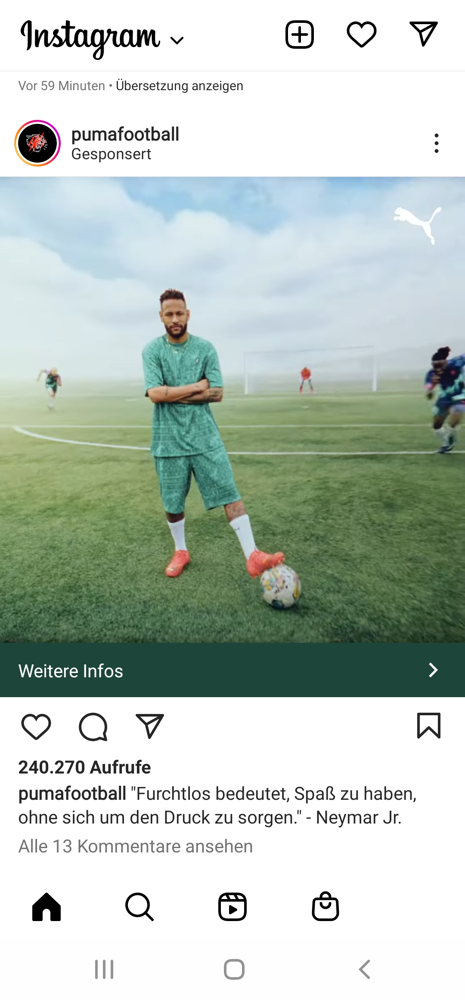 Instagram
Vor 59 Minuten • Übersetzung anzeigen
pumafootball
Gesponsert
Weitere Infos
240.270 Aufrufe
pumafootball "Furchtlos bedeutet, Spaß zu haben,
ohne sich um den Druck zu sorgen." - Neymar Jr.
Alle 13 Kommentare ansehen